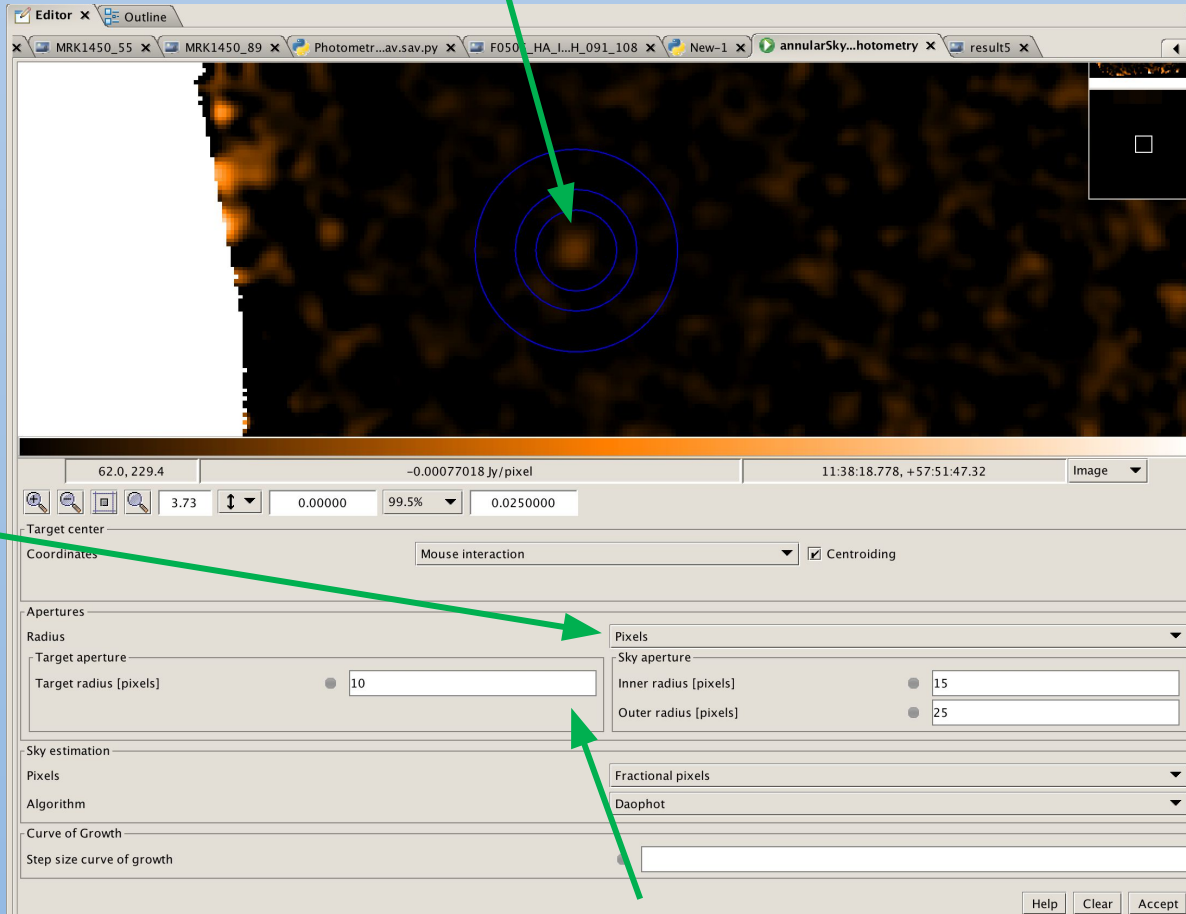 Editor Outline
MRK1450_55 MRK1450_89 Photometr...av.sav.py F050_HA_I...H_091_108 New-1 annularSky...hotometry result5
62.0, 229.4 -0.00077018 Jy/pixel 11:38:18.778, +57:51:47.32 Image
3.73 0.00000 99.5% 0.0250000
Target center
Coordinates Mouse interaction Centroiding
Apertures
Radius Pixels
Target aperture Sky aperture
Target radius [pixels] 10 Inner radius [pixels] 15
Outer radius [pixels] 25
Sky estimation
Pixels Fractional pixels
Algorithm Daophot
Curve of Growth
Step size curve of growth
Help Clear Accept